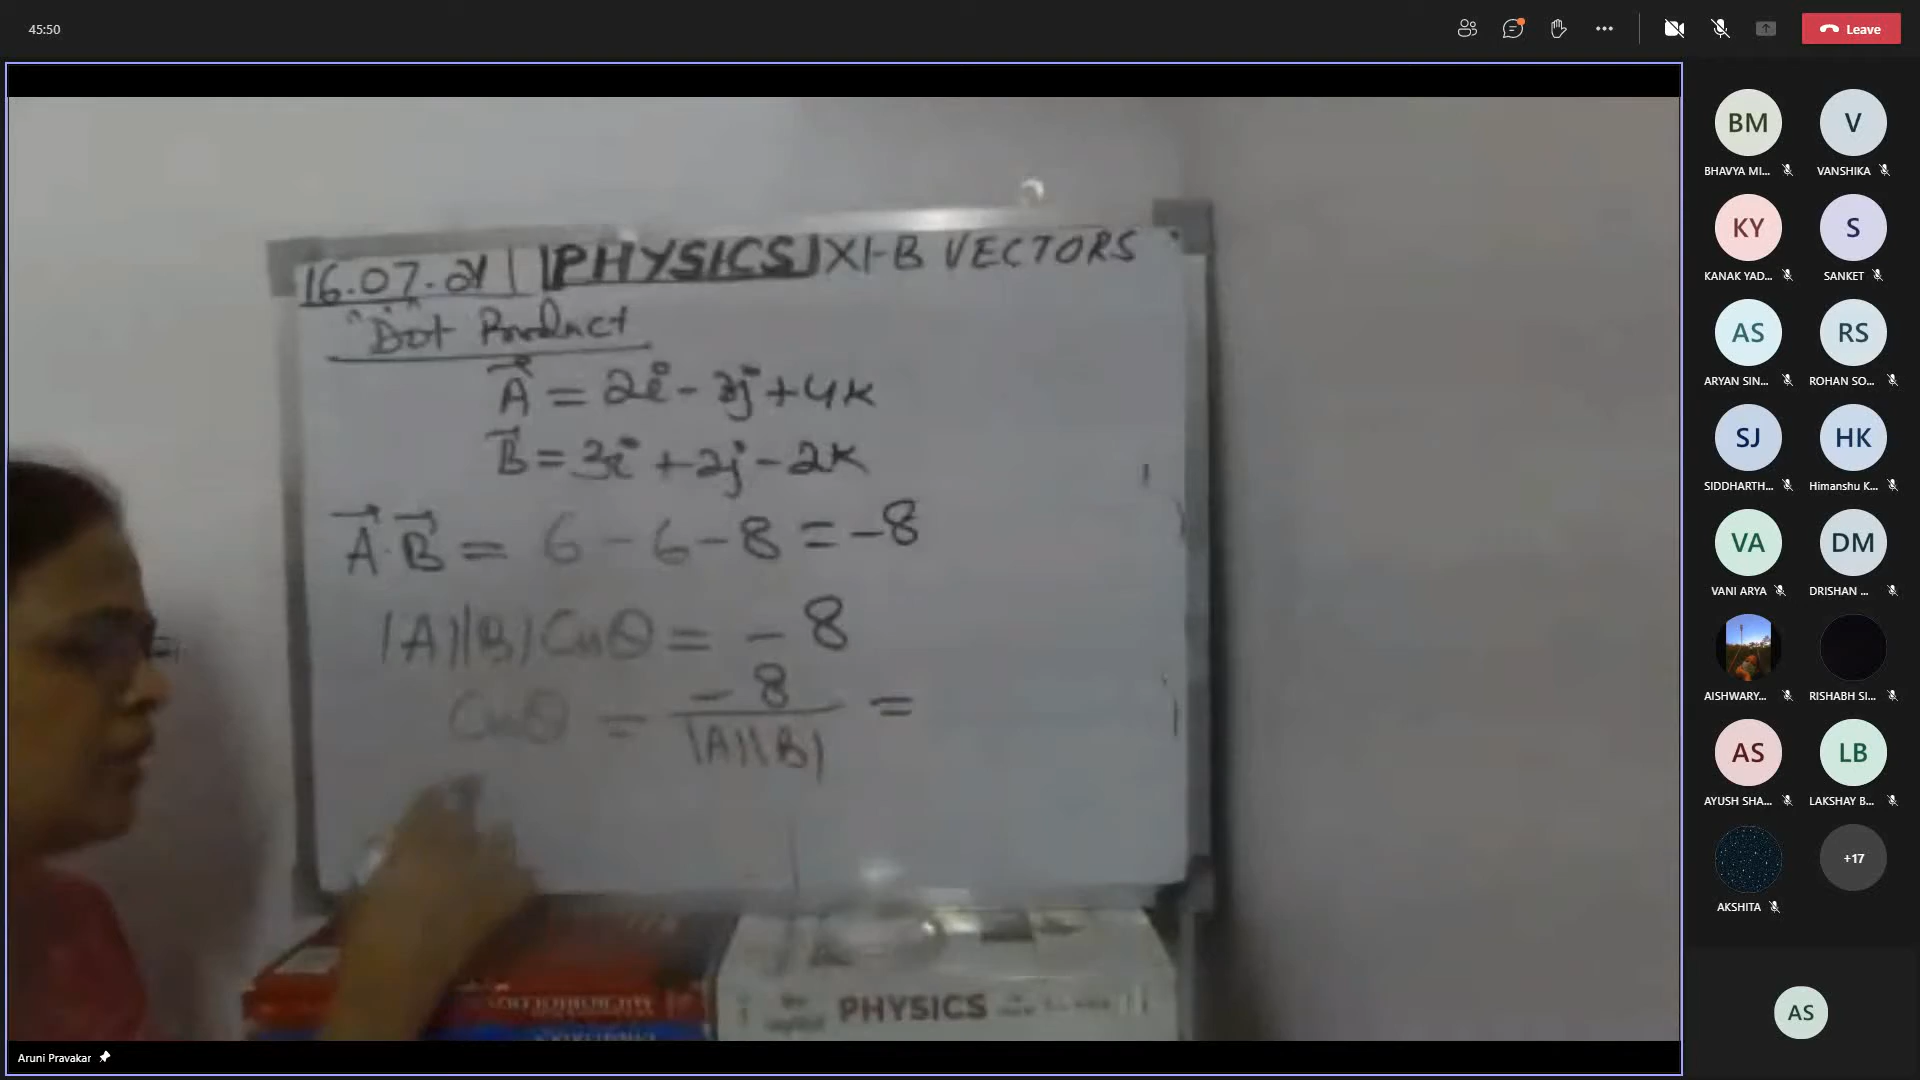 45:50
Leave
16.07.21 PHYSICS XI-B VECTORS
"Dot Product"
A⃗ = 2i - 3j + 4k
B⃗ = 3i + 2j - 2k
A⃗.B⃗ = 6 - 6 - 8 = -8
|A||B| Cosθ = - 8
Cosθ = - 8 / |A||B| =
PHYSICS
Aruni Pravakar
BM
BHAVYA MI...
V
VANSHIKA
KY
KANAK YAD...
S
SANKET
AS
ARYAN SIN...
RS
ROHAN SO...
SJ
SIDDHARTH...
HK
Himanshu K...
VA
VANI ARYA
DM
DRISHAN ...
AISHWARY...
RISHABH SI...
AS
AYUSH SHA...
LB
LAKSHAY B...
AKSHITA
+17
AS